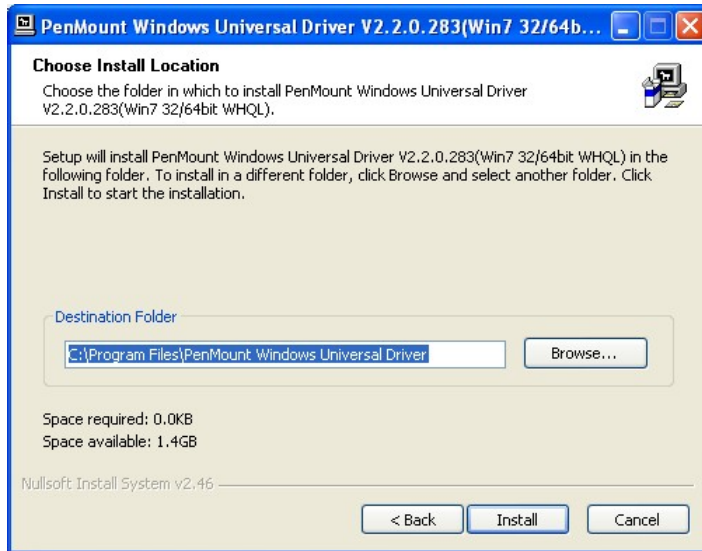 PenMount Windows Universal Driver V2.2.0.283(Win7 32/64b...
Choose Install Location
Choose the folder in which to install PenMount Windows Universal Driver
V2.2.0.283(Win7 32/64bit WHQL).
Setup will install PenMount Windows Universal Driver V2.2.0.283(Win7 32/64bit WHQL) in the
following folder. To install in a different folder, click Browse and select another folder. Click
Install to start the installation.
Destination Folder
C:\Program Files\PenMount Windows Universal Driver
Browse...
Space required: 0.0KB
Space available: 1.4GB
Nullsoft Install System v2.46
< Back
Install
Cancel